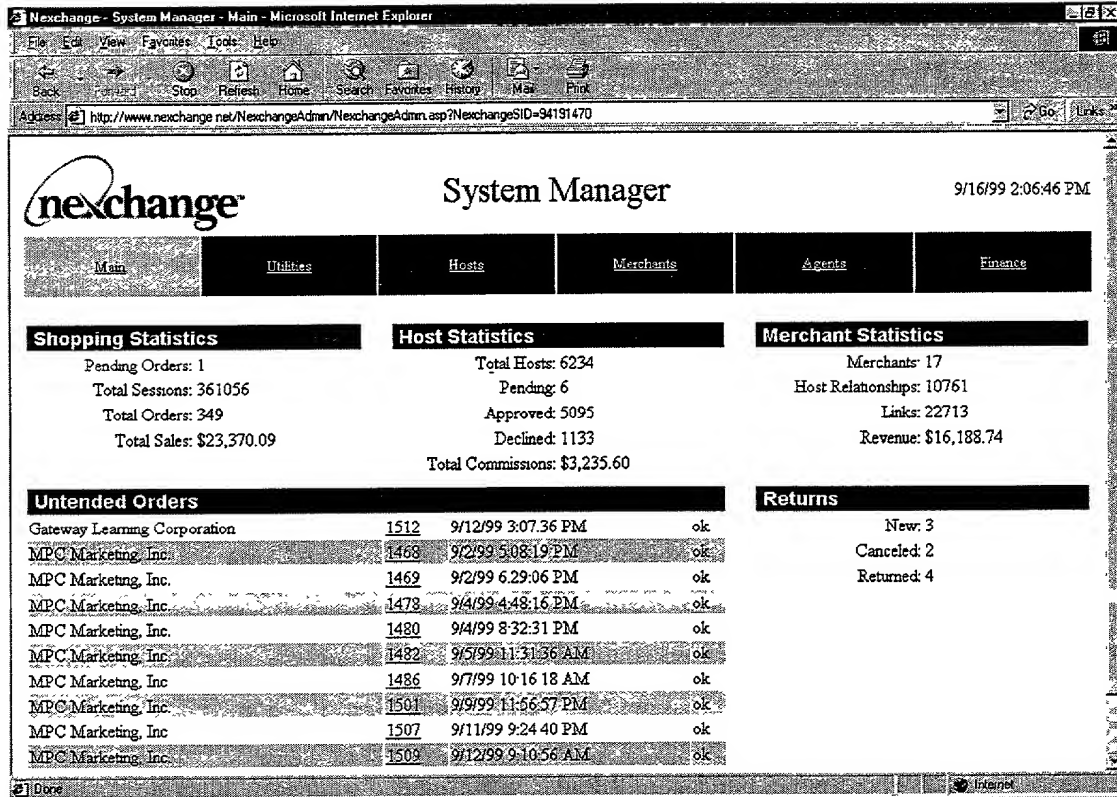 Nexchange - System Manager - Main - Microsoft Internet Explorer
File Edit View Favorites Tools Help
Back Forward Stop Refresh Home Search Favorites History Mail Print
Address http://www.nexchange net/NexchangeAdmin/NexchangeAdmin.asp?NexchangeSID=94191470 Go Links
nexchange System Manager 9/16/99 2:06:46 PM
Main Utilities Hosts Merchants Agents Finance
Shopping Statistics Host Statistics Merchant Statistics
Pending Orders: 1 Total Hosts: 6234 Merchants: 17
Total Sessions: 361056 Pending: 6 Host Relationships: 10761
Total Orders: 349 Approved: 5095 Links: 22713
Total Sales: $23,370.09 Declined: 1133 Revenue: $16,188.74
Total Commissions: $3,235.60
Untended Orders Returns
Gateway Learning Corporation 1512 9/12/99 3:07.36 PM ok New: 3
MPC Marketing, Inc. 1468 9/2/99 5:08:19 PM ok Canceled: 2
MPC Marketing, Inc. 1469 9/2/99 6.29:06 PM ok Returned: 4
MPC Marketing, Inc. 1478 9/4/99 4:48:16 PM ok
MPC Marketing, Inc. 1480 9/4/99 8:32:31 PM ok
MPC Marketing, Inc. 1482 9/5/99 11:31:36 AM ok
MPC Marketing, Inc 1486 9/7/99 10:16 18 AM ok
MPC Marketing, Inc. 1501 9/9/99 11:56:57 PM ok
MPC Marketing, Inc 1507 9/11/99 9:24 40 PM ok
MPC Marketing, Inc. 1509 9/12/99 9:10:56 AM ok
Done Internet